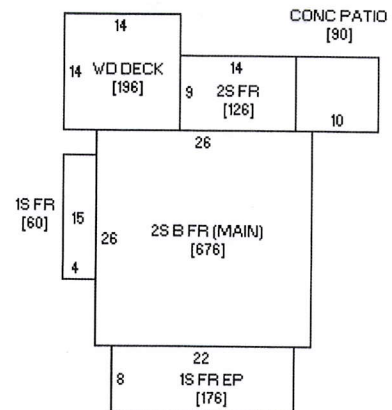 CONC PATIO
[90]
14
14
WD DECK
[196]
14
9
2S FR
[126]
10
26
1S FR
[60]
15
4
26
2S B FR (MAIN)
[676]
22
8
1S FR EP
[176]